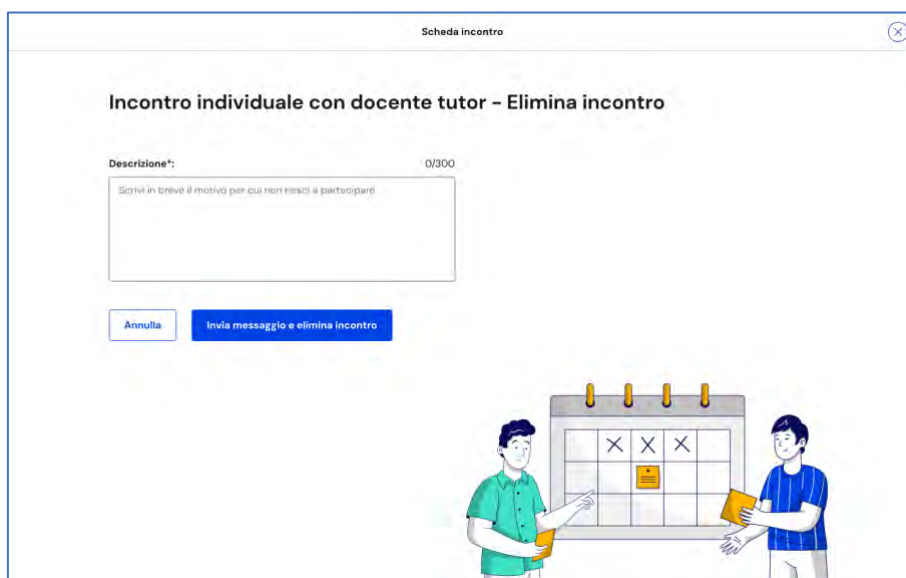 Scheda incontro
Incontro individuale con docente tutor - Elimina incontro
Descrizione*: 0/300
Scrivi in breve il motivo per cui non riesci a partecipare
Annulla Invia messaggio e elimina incontro